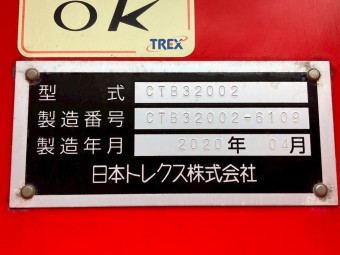 OK
TREX
型式 CTB32002
製造番号 CTB32002-6109
製造年月 2020年 04月
日本トレクス株式会社